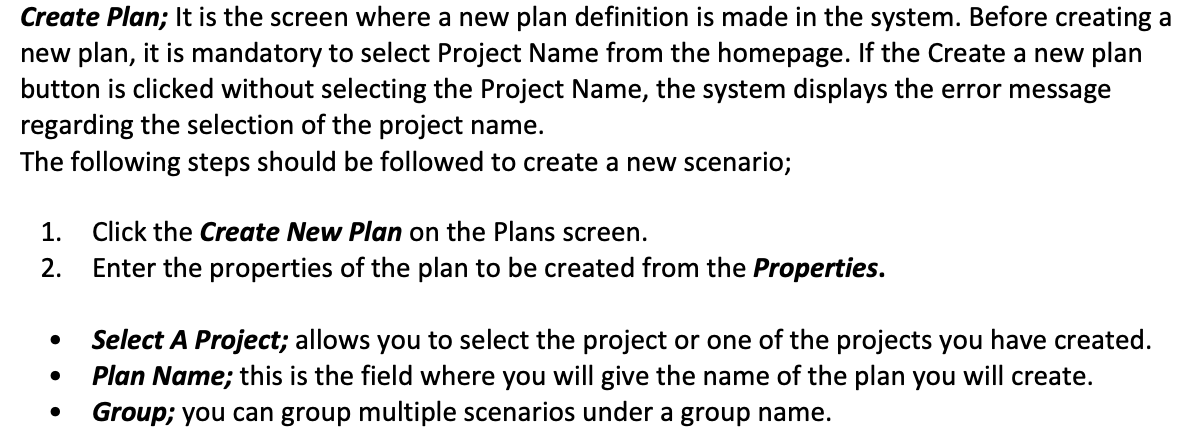 Create Plan; It is the screen where a new plan definition is made in the system. Before creating a
new plan, it is mandatory to select Project Name from the homepage. If the Create a new plan
button is clicked without selecting the Project Name, the system displays the error message
regarding the selection of the project name.
The following steps should be followed to create a new scenario;
1. Click the Create New Plan on the Plans screen.
2. Enter the properties of the plan to be created from the Properties.
• Select A Project; allows you to select the project or one of the projects you have created.
• Plan Name; this is the field where you will give the name of the plan you will create.
• Group; you can group multiple scenarios under a group name.